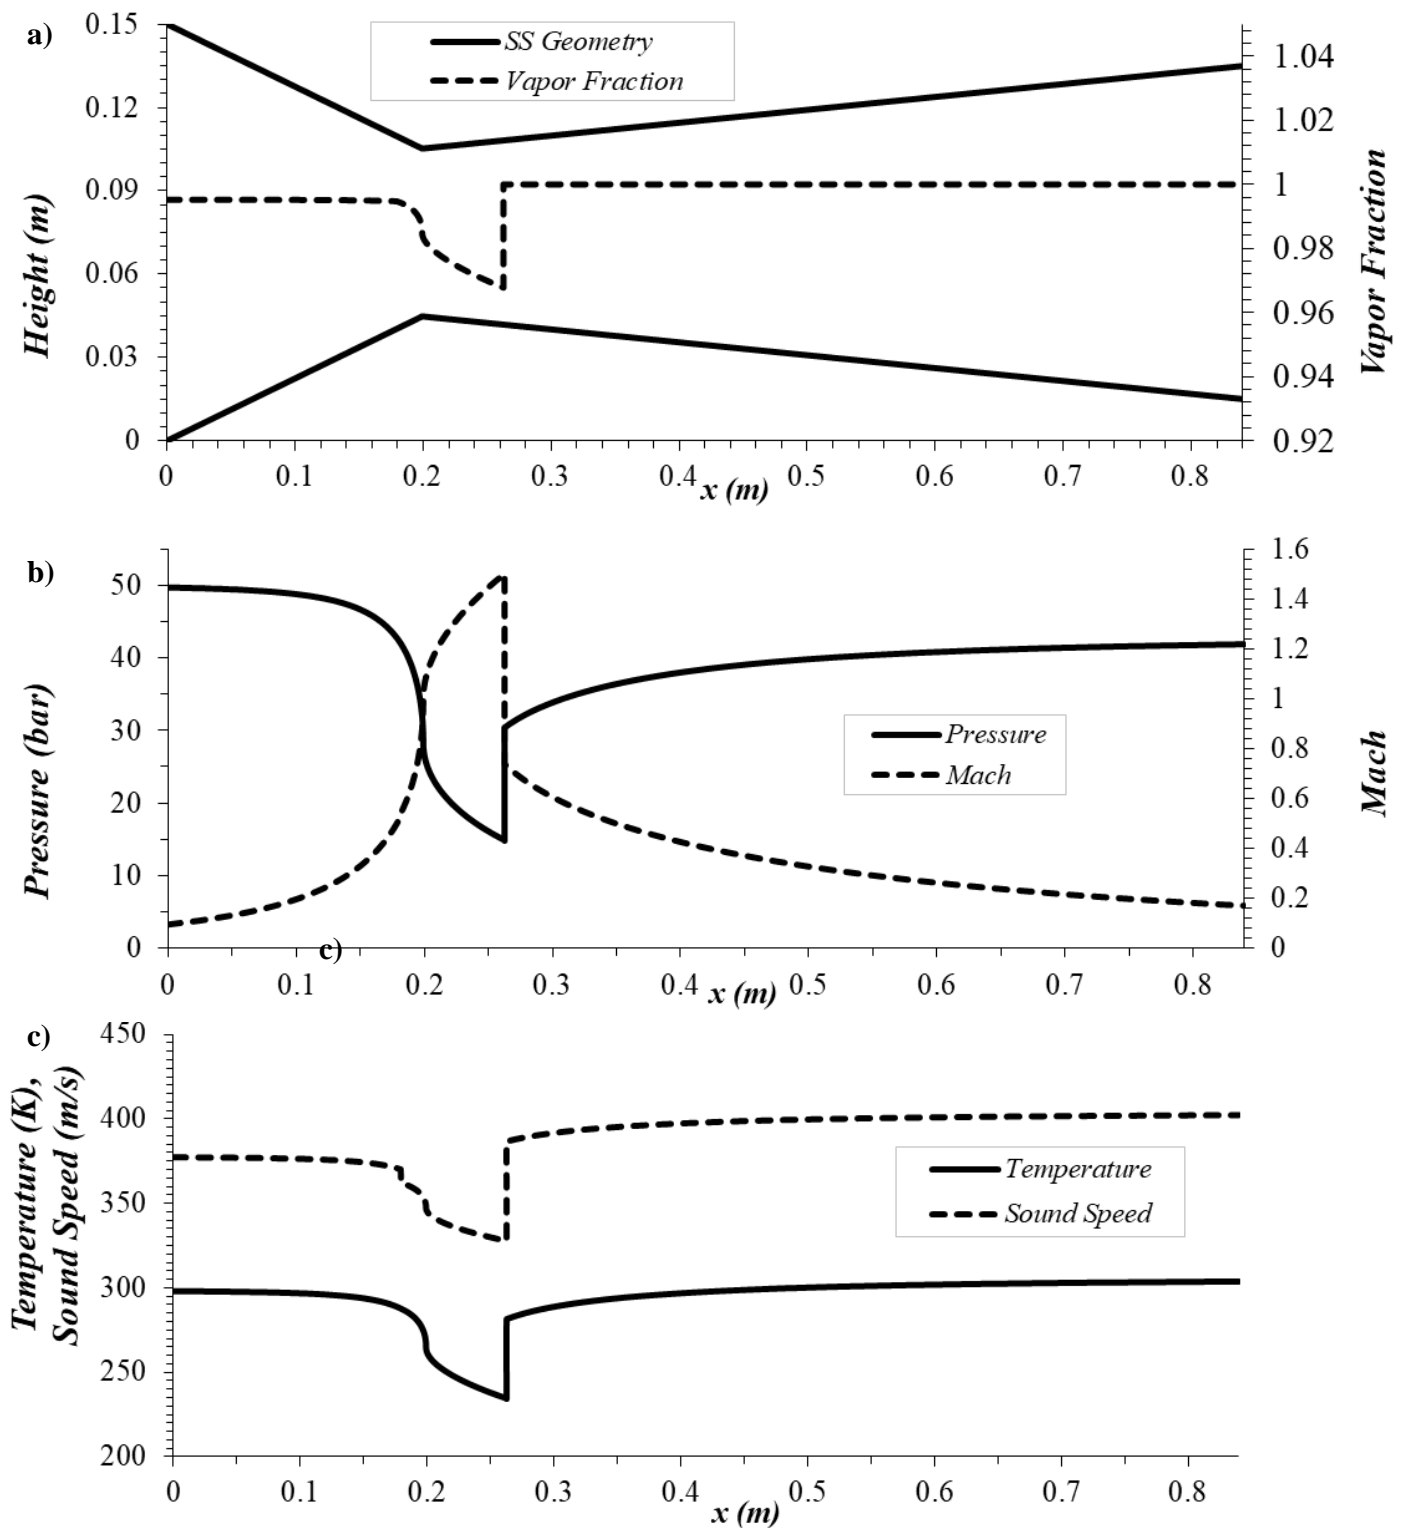 a)
0.15
0.12
0.09
0.06
0.03
0
Height (m)
SS Geometry
Vapor Fraction
1.04
1.02
1
0.98
0.96
0.94
0.92
Vapor Fraction
0 0.1 0.2 0.3 0.4 0.5 0.6 0.7 0.8
x (m)
b)
50
40
30
20
10
0
Pressure (bar)
Pressure
Mach
1.6
1.4
1.2
1
0.8
0.6
0.4
0.2
0
Mach
c)
0 0.1 0.2 0.3 0.4 0.5 0.6 0.7 0.8
x (m)
c)
450
400
350
300
250
200
Temperature (K),
Sound Speed (m/s)
Temperature
Sound Speed
0 0.1 0.2 0.3 0.4 0.5 0.6 0.7 0.8
x (m)